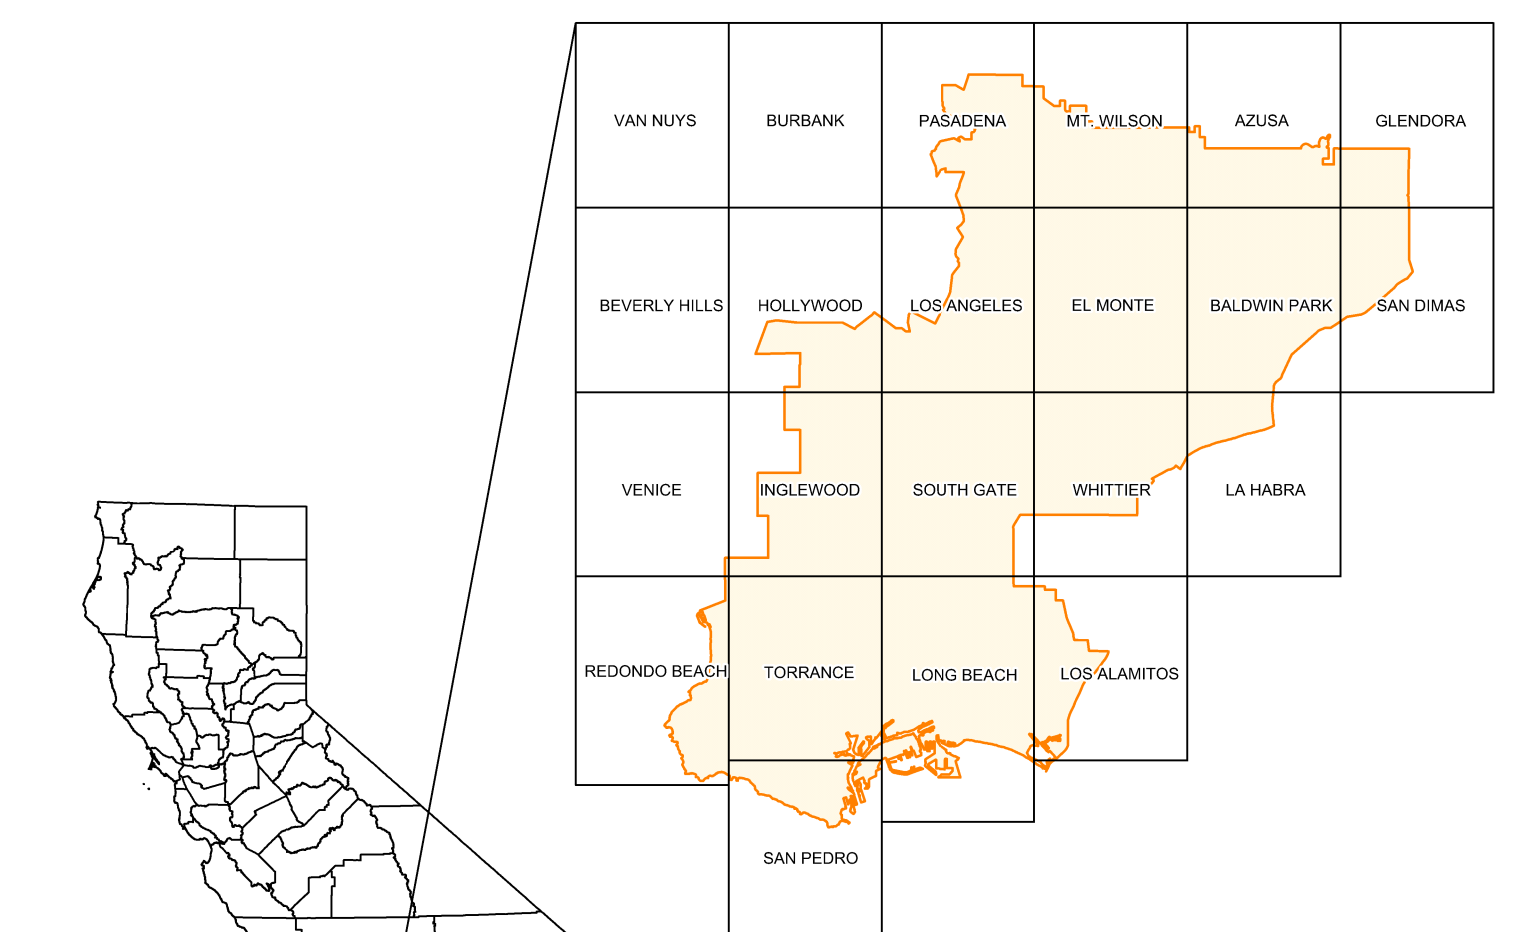 VAN NUYS
BURBANK
PASADENA
MT. WILSON
AZUSA
GLENDORA
BEVERLY HILLS
HOLLYWOOD
LOS ANGELES
EL MONTE
BALDWIN PARK
SAN DIMAS
VENICE
INGLEWOOD
SOUTH GATE
WHITTIER
LA HABRA
REDONDO BEACH
TORRANCE
LONG BEACH
LOS ALAMITOS
SAN PEDRO